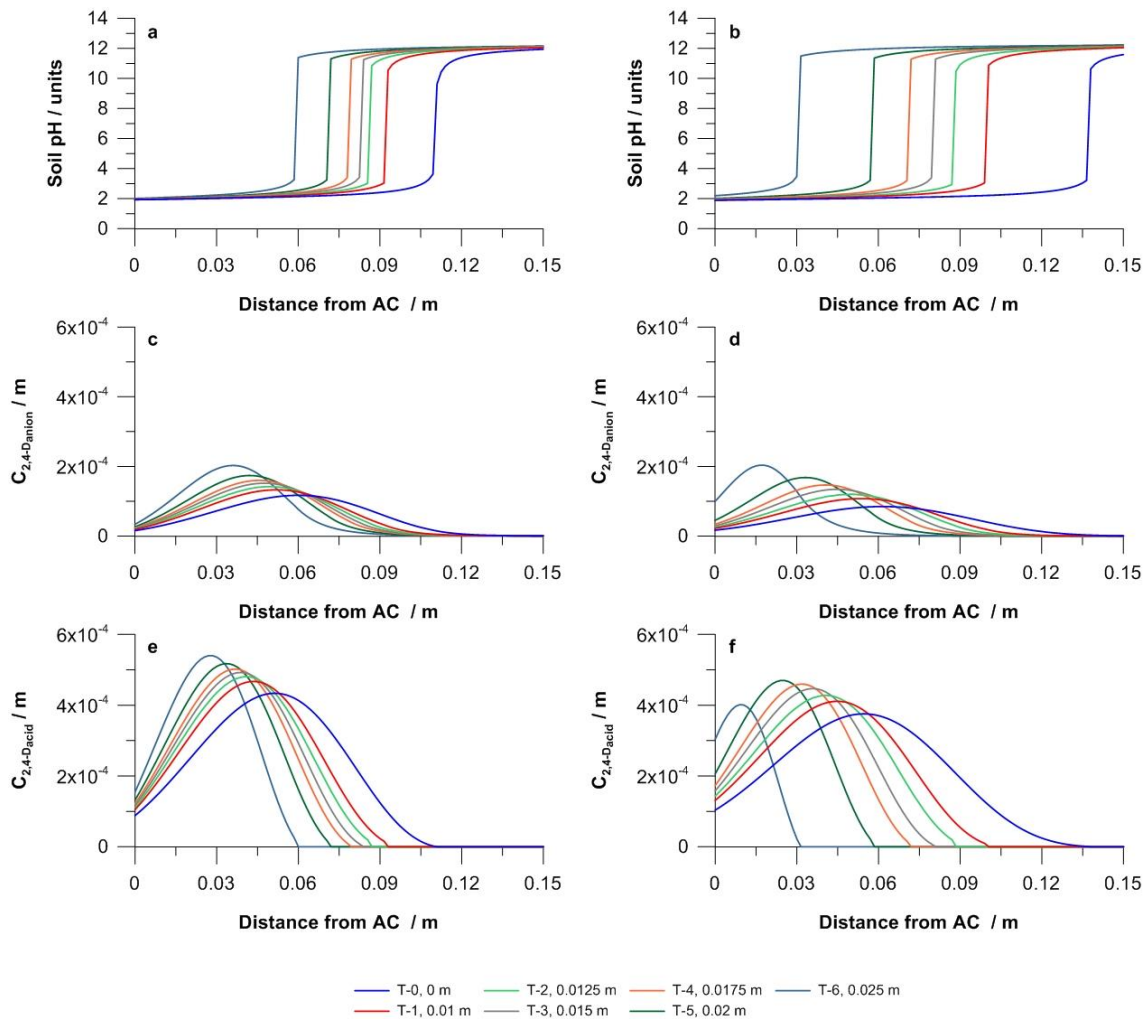 a
14
12
10
8
6
4
2
0
Soil pH / units
0 0.03 0.06 0.09 0.12 0.15
Distance from AC / m
b
14
12
10
8
6
4
2
0
Soil pH / units
0 0.03 0.06 0.09 0.12 0.15
Distance from AC / m
c
6x10-4
4x10-4
2x10-4
0
C2,4-Danion / m
0 0.03 0.06 0.09 0.12 0.15
Distance from AC / m
d
6x10-4
4x10-4
2x10-4
0
C2,4-Danion / m
0 0.03 0.06 0.09 0.12 0.15
Distance from AC / m
e
6x10-4
4x10-4
2x10-4
0
C2,4-Dacid / m
0 0.03 0.06 0.09 0.12 0.15
Distance from AC / m
f
6x10-4
4x10-4
2x10-4
0
C2,4-Dacid / m
0 0.03 0.06 0.09 0.12 0.15
Distance from AC / m
T-0, 0 m T-2, 0.0125 m T-4, 0.0175 m T-6, 0.025 m
T-1, 0.01 m T-3, 0.015 m T-5, 0.02 m